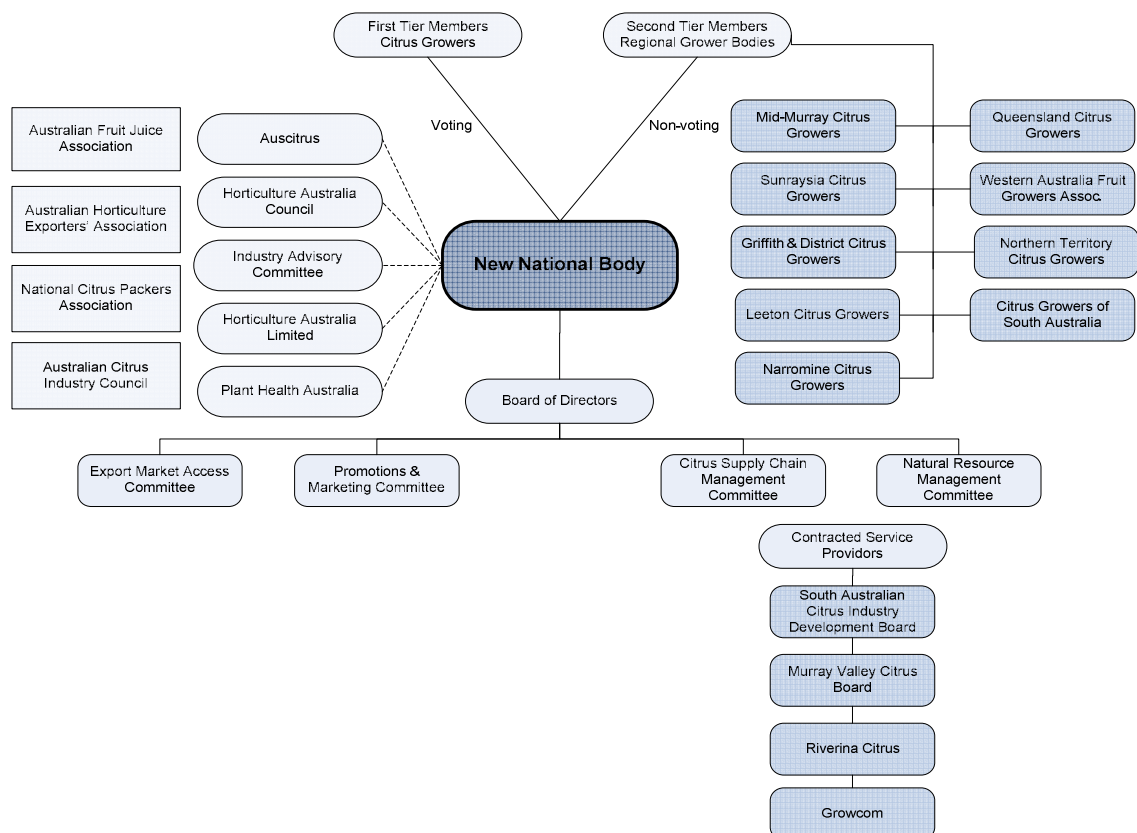 First Tier Members
Citrus Growers
Second Tier Members
Regional Grower Bodies
Voting
Non-voting
Australian Fruit Juice
Association
Australian Horticulture
Exporters' Association
National Citrus Packers
Association
Australian Citrus
Industry Council
Auscitrus
Horticulture Australia
Council
Industry Advisory
Committee
Horticulture Australia
Limited
Plant Health Australia
New National Body
Mid-Murray Citrus
Growers
Sunraysia Citrus
Growers
Griffith & District Citrus
Growers
Leeton Citrus Growers
Narromine Citrus
Growers
Queensland Citrus
Growers
Western Australia Fruit
Growers Assoc.
Northern Territory
Citrus Growers
Citrus Growers of
South Australia
Board of Directors
Export Market Access
Committee
Promotions &
Marketing Committee
Citrus Supply Chain
Management
Committee
Natural Resource
Management
Committee
Contracted Service
Providors
South Australian
Citrus Industry
Development Board
Murray Valley Citrus
Board
Riverina Citrus
Growcom